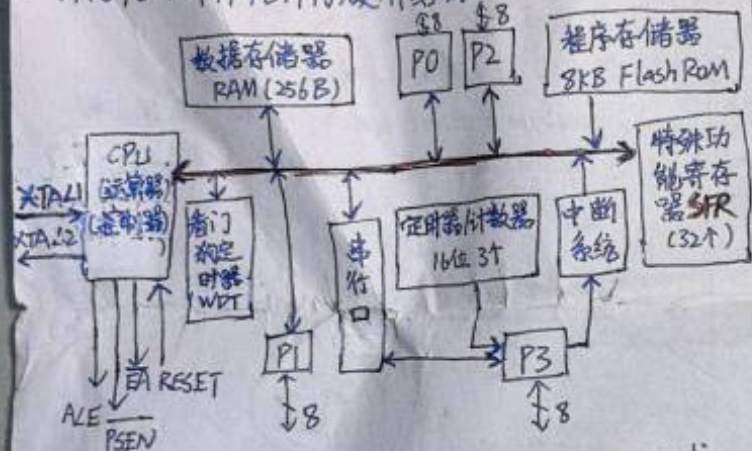 8
8
数据存储器
RAM(256B)
P0
P2
程序存储器
8KB FlashRom
CPU
(运算器)
(控制器
)
XTAL1
XTAL2
看门
狗定
时器
WDT
串
行
口
定时器/计数器
16位 3个
中断
系统
特殊功
能寄存
器SFR
(32个)
P1
P3
8
8
ALE
PSEN
EA RESET